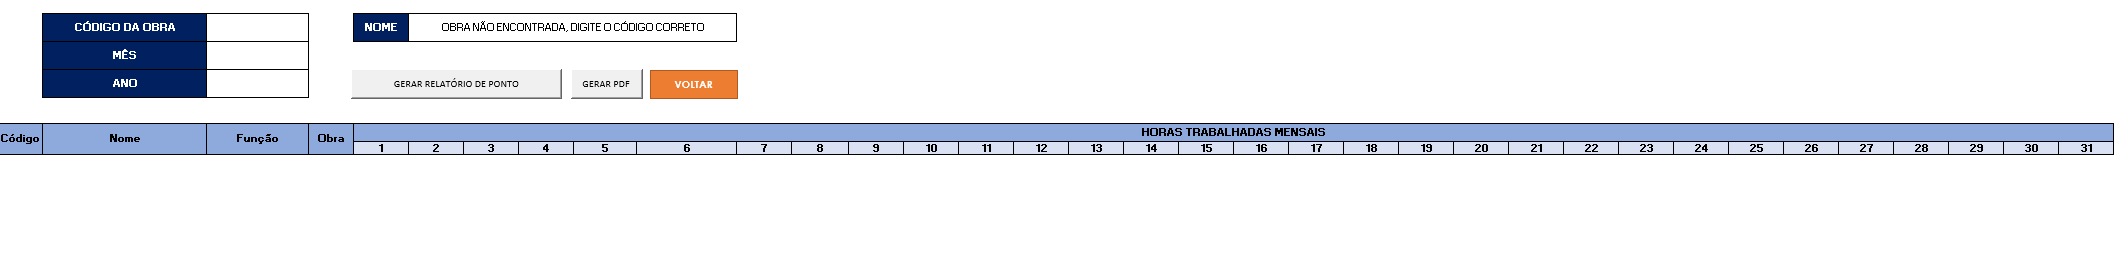 CÓDIGO DA OBRA
NOME OBRA NÃO ENCONTRADA, DIGITE O CÓDIGO CORRETO
MÊS
ANO
GERAR RELATÓRIO DE PONTO GERAR PDF VOLTAR
Código Nome Função Obra HORAS TRABALHADAS MENSAIS
1 2 3 4 5 6 7 8 9 10 11 12 13 14 15 16 17 18 19 20 21 22 23 24 25 26 27 28 29 30 31